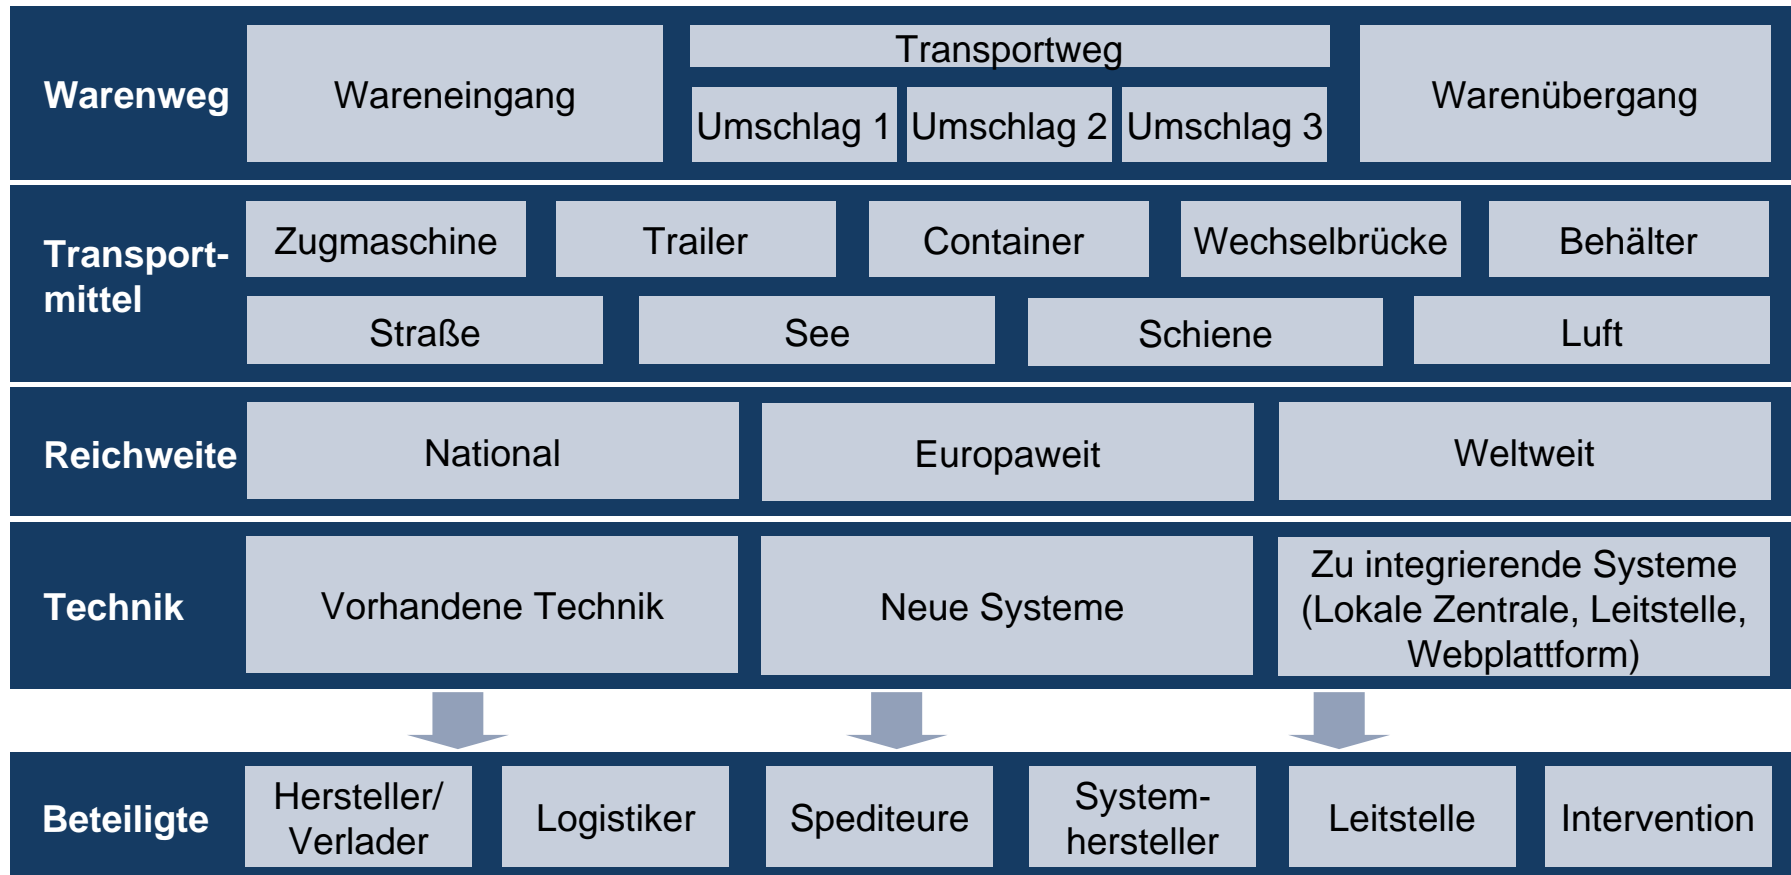 Warenweg
Wareneingang
Transportweg
Umschlag 1
Umschlag 2
Umschlag 3
Warenübergang
Transport-
mittel
Zugmaschine
Trailer
Container
Wechselbrücke
Behälter
Straße
See
Schiene
Luft
Reichweite
National
Europaweit
Weltweit
Technik
Vorhandene Technik
Neue Systeme
Zu integrierende Systeme
(Lokale Zentrale, Leitstelle,
Webplattform)
Beteiligte
Hersteller/
Verlader
Logistiker
Spediteure
System-
hersteller
Leitstelle
Intervention